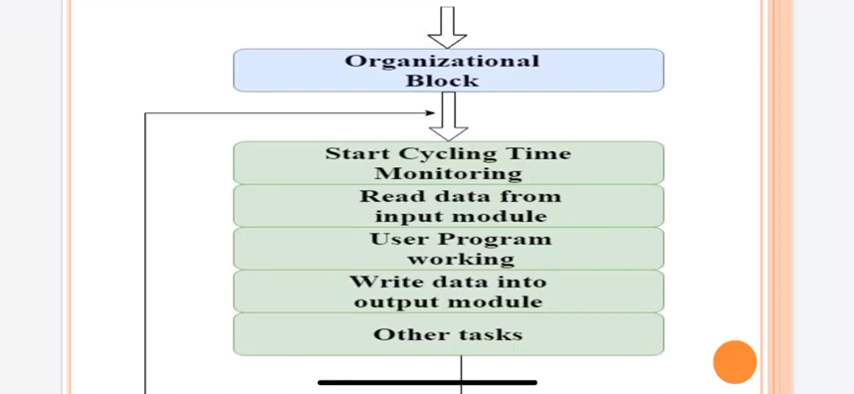 Organizational
Block
Start Cycling Time
Monitoring
Read data from
input module
User Program
working
Write data into
output module
Other tasks